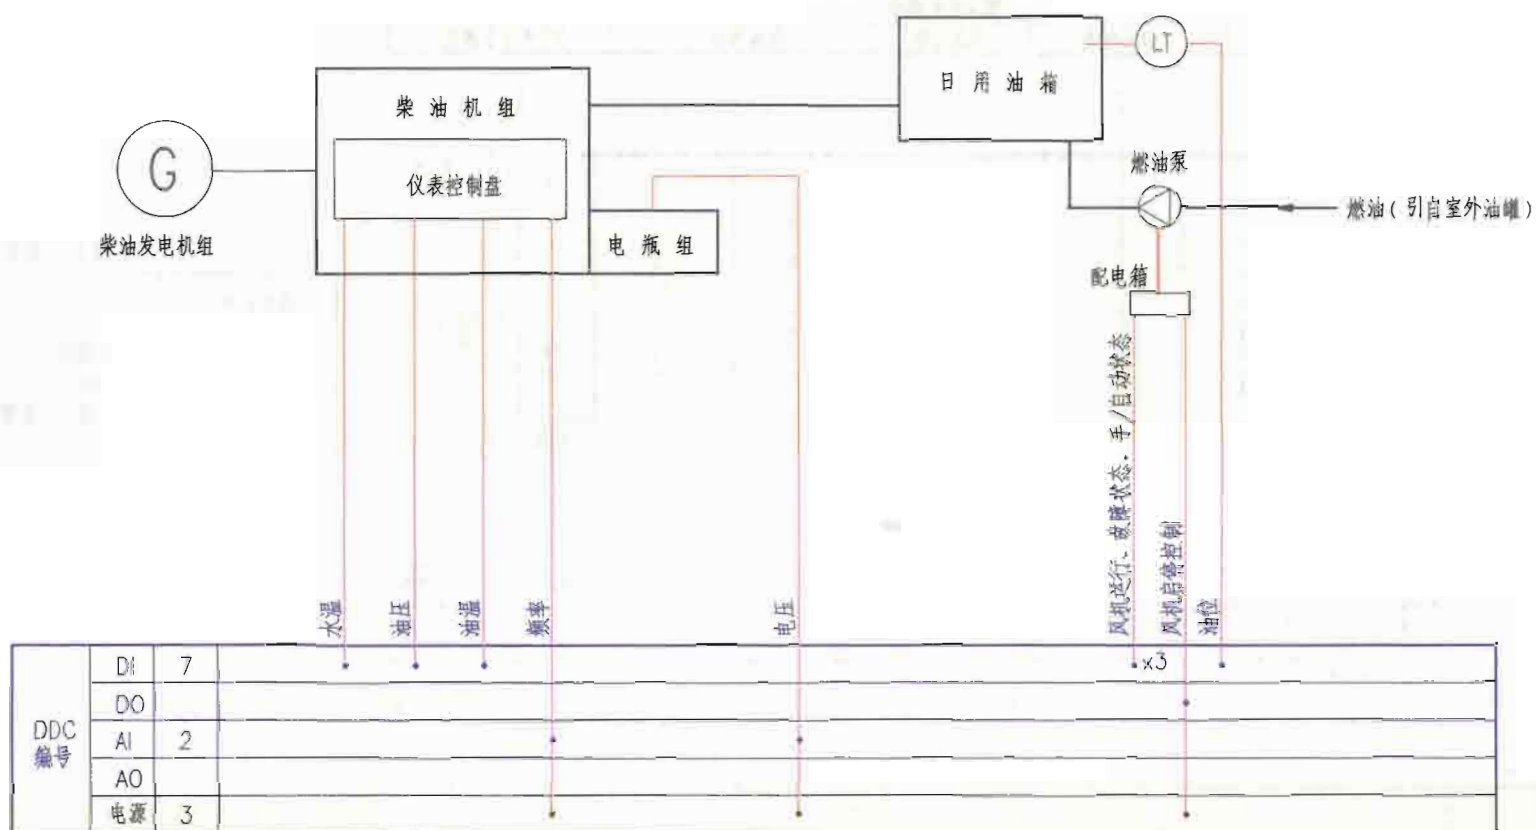 日用油箱
LT
柴油机组
仪表控制盘
G
柴油发电机组
电瓶组
燃油泵
燃油(引自室外油罐)
配电箱
水温
油压
油温
频率
电压
风机运行、故障状态、手/自动状态
风机启停控制
油位
DDC
编号
DI 7 x3
DO
AI 2
AO
电源 3